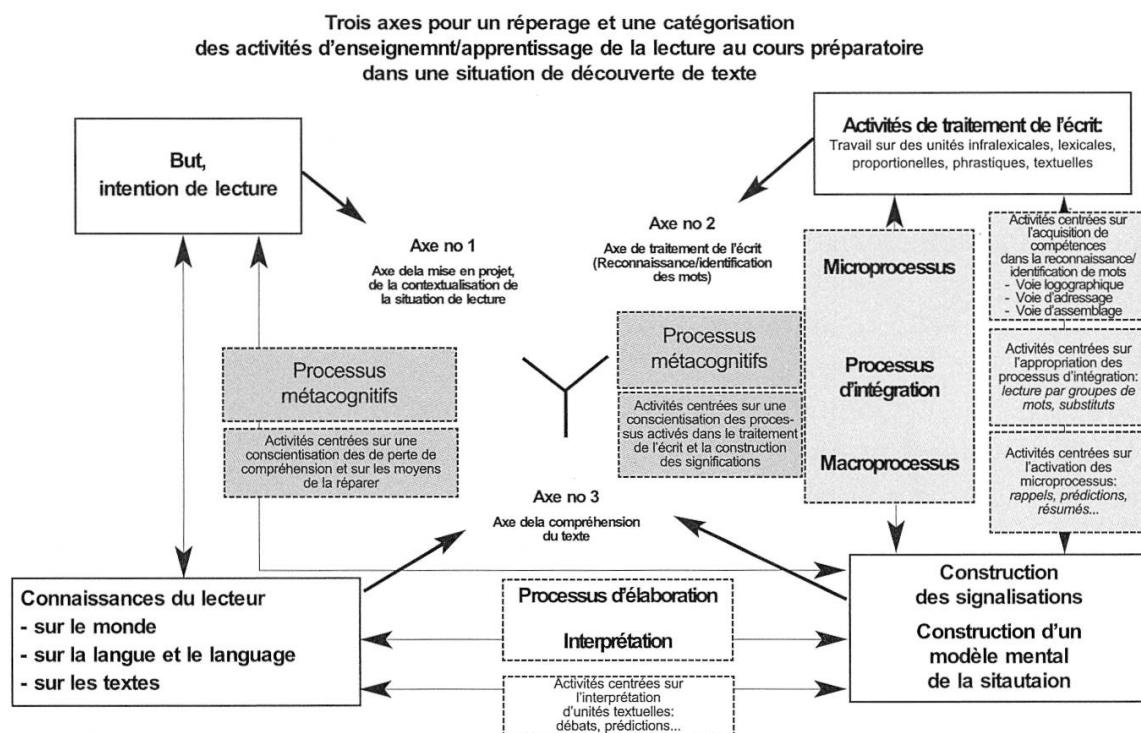 Trois axes pour un réperage et une catégorisation
des activités d'enseignemnt/apprentissage de la lecture au cours préparatoire
dans une situation de découverte de texte
But,
intention de lecture
Activités de traitement de l'écrit:
Travail sur des unités infralexicales, lexicales,
proportionelles, phrastiques, textuelles
Axe no 1
Axe dela mise en projet,
de la contextualisation de
la situation de lecture
Axe no 2
Axe de traitement de l'écrit
(Reconnaissance/identification
des mots)
Microprocessus
Processus
d'intégration
Macroprocessus
Activités centrées sur
l'acquisition de
compétences
dans la reconnaissance/
identification de mots
- Voie logographique
- Voie d'adressage
- Voie d'assemblage
Activités centrées sur
l'appropriation des
processus d'intégration:
lecture par groupes de
mots, substituts
Activités centrées sur
l'activation des
microprocessus:
rappels, prédictions,
résumés...
Processus
métacognitifs
Activités centrées sur une
conscientisation des de perte de
compréhension et sur les moyens
de la réparer
Processus
métacognitifs
Activités centrées sur une
conscientisation des proces-
sus activés dans le traitement
de l'écrit et la construction
des significations
Axe no 3
Axe dela compréhension
du texte
Connaissances du lecteur
- sur le monde
- sur la langue et le language
- sur les textes
Processus d'élaboration
Interprétation
Activités centrées sur
l'interprétation
d'unités textuelles:
débats, prédictions...
Construction
des signalisations
Construction d'un
modèle mental
de la sitautaion